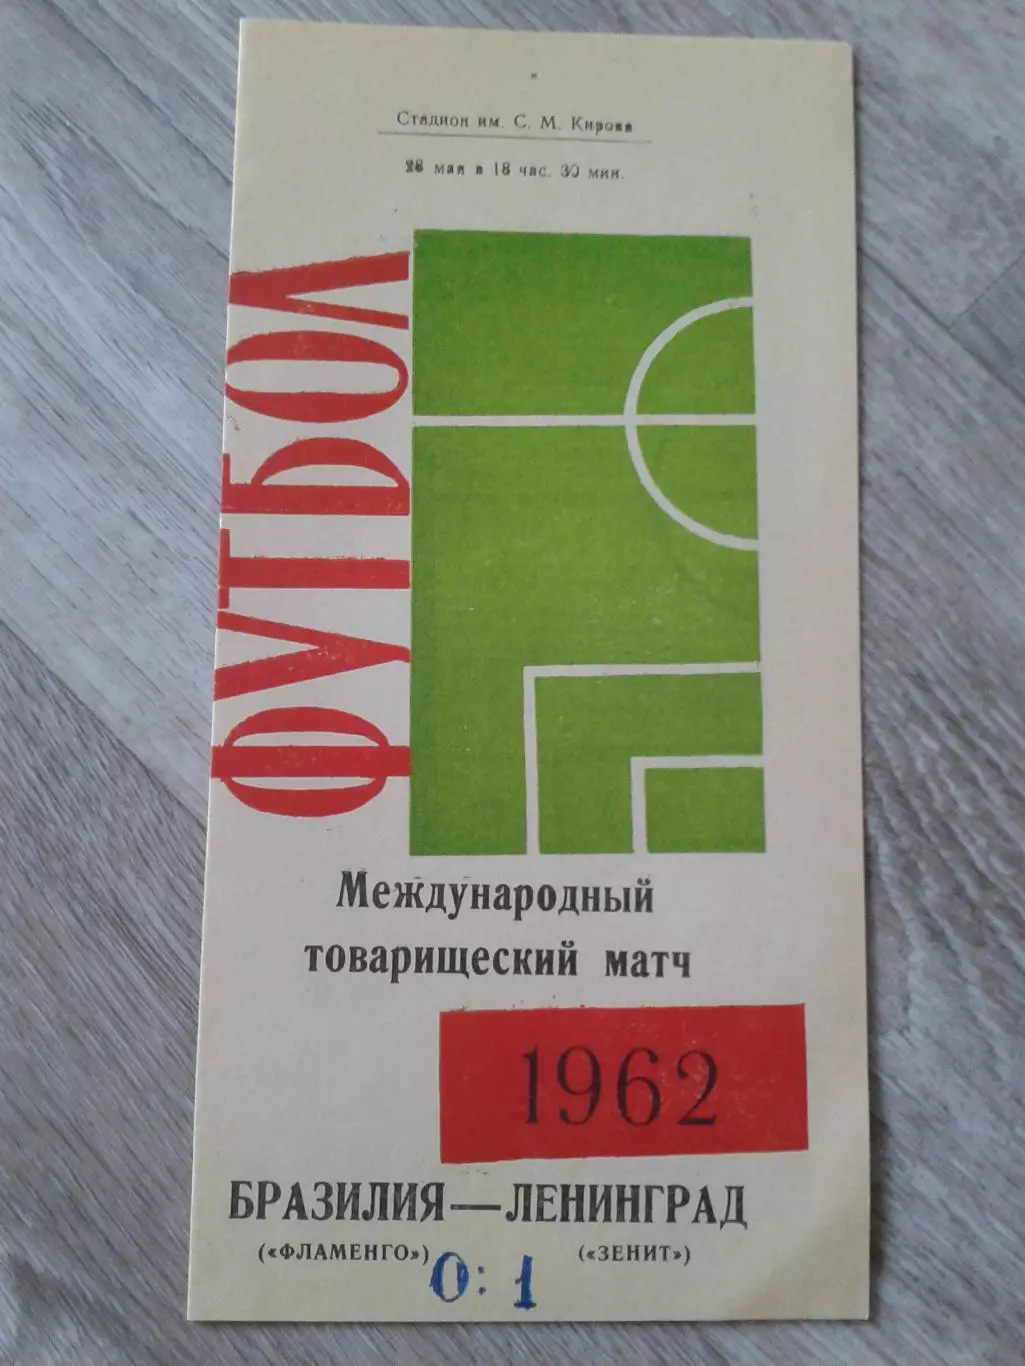 Стадион им. С. М. Кирова
28 мая в 18 час. 30 мин.
ФУТБОЛ
Международный
товарищеский матч
1962
БРАЗИЛИЯ—ЛЕНИНГРАД
(«ФЛАМЕНГО») («ЗЕНИТ»)
0:1